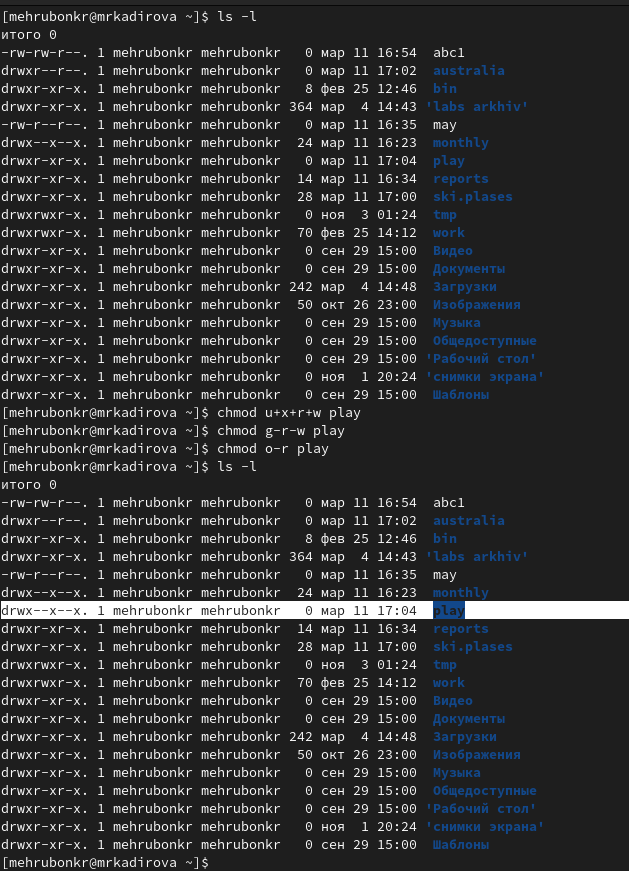 [mehrubonkr@mrkadirova ~]$ ls -l
итого 0
-rw-rw-r--. 1 mehrubonkr mehrubonkr   0 мар 11 16:54  abc1
drwxr--r--. 1 mehrubonkr mehrubonkr   0 мар 11 17:02  australia
drwxr-xr-x. 1 mehrubonkr mehrubonkr   8 фев 25 12:46  bin
drwxr-xr-x. 1 mehrubonkr mehrubonkr 364 мар  4 14:43 'labs arkhiv'
-rw-r--r--. 1 mehrubonkr mehrubonkr   0 мар 11 16:35  may
drwx--x--x. 1 mehrubonkr mehrubonkr  24 мар 11 16:23  monthly
drwxr-xr-x. 1 mehrubonkr mehrubonkr   0 мар 11 17:04  play
drwxr-xr-x. 1 mehrubonkr mehrubonkr  14 мар 11 16:34  reports
drwxr-xr-x. 1 mehrubonkr mehrubonkr  28 мар 11 17:00  ski.plases
drwxrwxr-x. 1 mehrubonkr mehrubonkr   0 ноя  3 01:24  tmp
drwxrwxr-x. 1 mehrubonkr mehrubonkr  70 фев 25 14:12  work
drwxr-xr-x. 1 mehrubonkr mehrubonkr   0 сен 29 15:00  Видео
drwxr-xr-x. 1 mehrubonkr mehrubonkr   0 сен 29 15:00  Документы
drwxr-xr-x. 1 mehrubonkr mehrubonkr 242 мар  4 14:48  Загрузки
drwxr-xr-x. 1 mehrubonkr mehrubonkr  50 окт 26 23:00  Изображения
drwxr-xr-x. 1 mehrubonkr mehrubonkr   0 сен 29 15:00  Музыка
drwxr-xr-x. 1 mehrubonkr mehrubonkr   0 сен 29 15:00  Общедоступные
drwxr-xr-x. 1 mehrubonkr mehrubonkr   0 сен 29 15:00 'Рабочий стол'
drwxr-xr-x. 1 mehrubonkr mehrubonkr   0 ноя  1 20:24 'снимки экрана'
drwxr-xr-x. 1 mehrubonkr mehrubonkr   0 сен 29 15:00  Шаблоны
[mehrubonkr@mrkadirova ~]$ chmod u+x+r+w play
[mehrubonkr@mrkadirova ~]$ chmod g-r-w play
[mehrubonkr@mrkadirova ~]$ chmod o-r play
[mehrubonkr@mrkadirova ~]$ ls -l
итого 0
-rw-rw-r--. 1 mehrubonkr mehrubonkr   0 мар 11 16:54  abc1
drwxr--r--. 1 mehrubonkr mehrubonkr   0 мар 11 17:02  australia
drwxr-xr-x. 1 mehrubonkr mehrubonkr   8 фев 25 12:46  bin
drwxr-xr-x. 1 mehrubonkr mehrubonkr 364 мар  4 14:43 'labs arkhiv'
-rw-r--r--. 1 mehrubonkr mehrubonkr   0 мар 11 16:35  may
drwx--x--x. 1 mehrubonkr mehrubonkr  24 мар 11 16:23  monthly
drwx--x--x. 1 mehrubonkr mehrubonkr   0 мар 11 17:04  play
drwxr-xr-x. 1 mehrubonkr mehrubonkr  14 мар 11 16:34  reports
drwxr-xr-x. 1 mehrubonkr mehrubonkr  28 мар 11 17:00  ski.plases
drwxrwxr-x. 1 mehrubonkr mehrubonkr   0 ноя  3 01:24  tmp
drwxrwxr-x. 1 mehrubonkr mehrubonkr  70 фев 25 14:12  work
drwxr-xr-x. 1 mehrubonkr mehrubonkr   0 сен 29 15:00  Видео
drwxr-xr-x. 1 mehrubonkr mehrubonkr   0 сен 29 15:00  Документы
drwxr-xr-x. 1 mehrubonkr mehrubonkr 242 мар  4 14:48  Загрузки
drwxr-xr-x. 1 mehrubonkr mehrubonkr  50 окт 26 23:00  Изображения
drwxr-xr-x. 1 mehrubonkr mehrubonkr   0 сен 29 15:00  Музыка
drwxr-xr-x. 1 mehrubonkr mehrubonkr   0 сен 29 15:00  Общедоступные
drwxr-xr-x. 1 mehrubonkr mehrubonkr   0 сен 29 15:00 'Рабочий стол'
drwxr-xr-x. 1 mehrubonkr mehrubonkr   0 ноя  1 20:24 'снимки экрана'
drwxr-xr-x. 1 mehrubonkr mehrubonkr   0 сен 29 15:00  Шаблоны
[mehrubonkr@mrkadirova ~]$